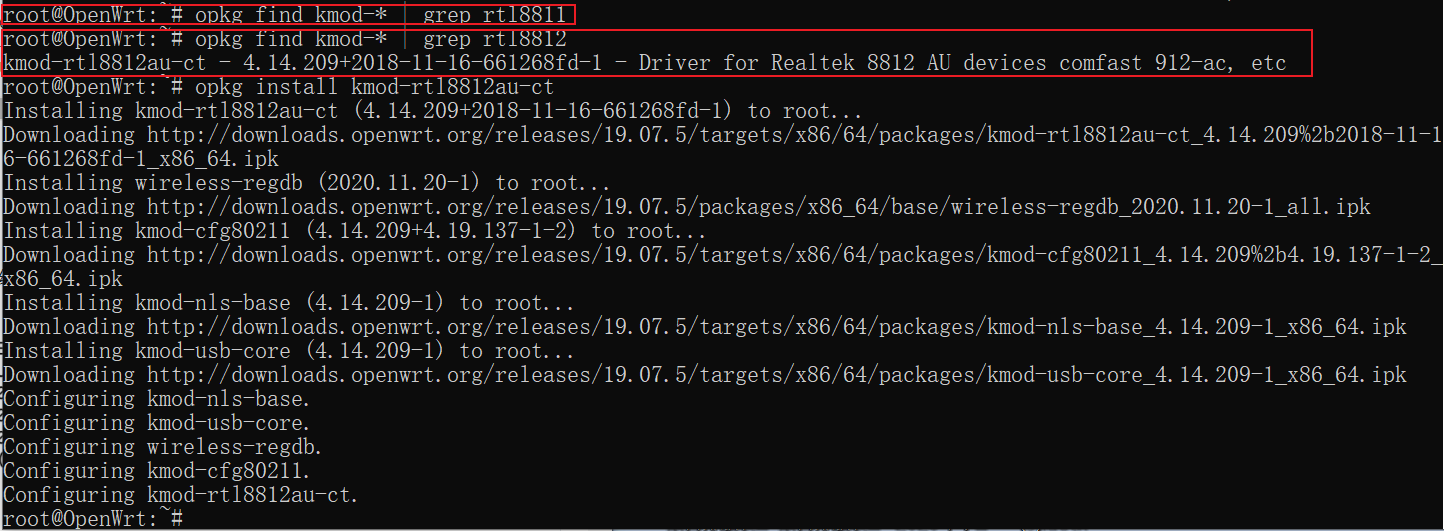 root@OpenWrt:~# opkg find kmod-* | grep rtl8811
root@OpenWrt:~# opkg find kmod-* | grep rtl8812
kmod-rtl8812au-ct - 4.14.209+2018-11-16-661268fd-1 - Driver for Realtek 8812 AU devices comfast 912-ac, etc
root@OpenWrt:~# opkg install kmod-rtl8812au-ct
Installing kmod-rtl8812au-ct (4.14.209+2018-11-16-661268fd-1) to root...
Downloading http://downloads.openwrt.org/releases/19.07.5/targets/x86/64/packages/kmod-rtl8812au-ct_4.14.209%2b2018-11-1
6-661268fd-1_x86_64.ipk
Installing wireless-regdb (2020.11.20-1) to root...
Downloading http://downloads.openwrt.org/releases/19.07.5/packages/x86_64/base/wireless-regdb_2020.11.20-1_all.ipk
Installing kmod-cfg80211 (4.14.209+4.19.137-1-2) to root...
Downloading http://downloads.openwrt.org/releases/19.07.5/targets/x86/64/packages/kmod-cfg80211_4.14.209%2b4.19.137-1-2_
x86_64.ipk
Installing kmod-nls-base (4.14.209-1) to root...
Downloading http://downloads.openwrt.org/releases/19.07.5/targets/x86/64/packages/kmod-nls-base_4.14.209-1_x86_64.ipk
Installing kmod-usb-core (4.14.209-1) to root...
Downloading http://downloads.openwrt.org/releases/19.07.5/targets/x86/64/packages/kmod-usb-core_4.14.209-1_x86_64.ipk
Configuring kmod-nls-base.
Configuring kmod-usb-core.
Configuring wireless-regdb.
Configuring kmod-cfg80211.
Configuring kmod-rtl8812au-ct.
root@OpenWrt:~#